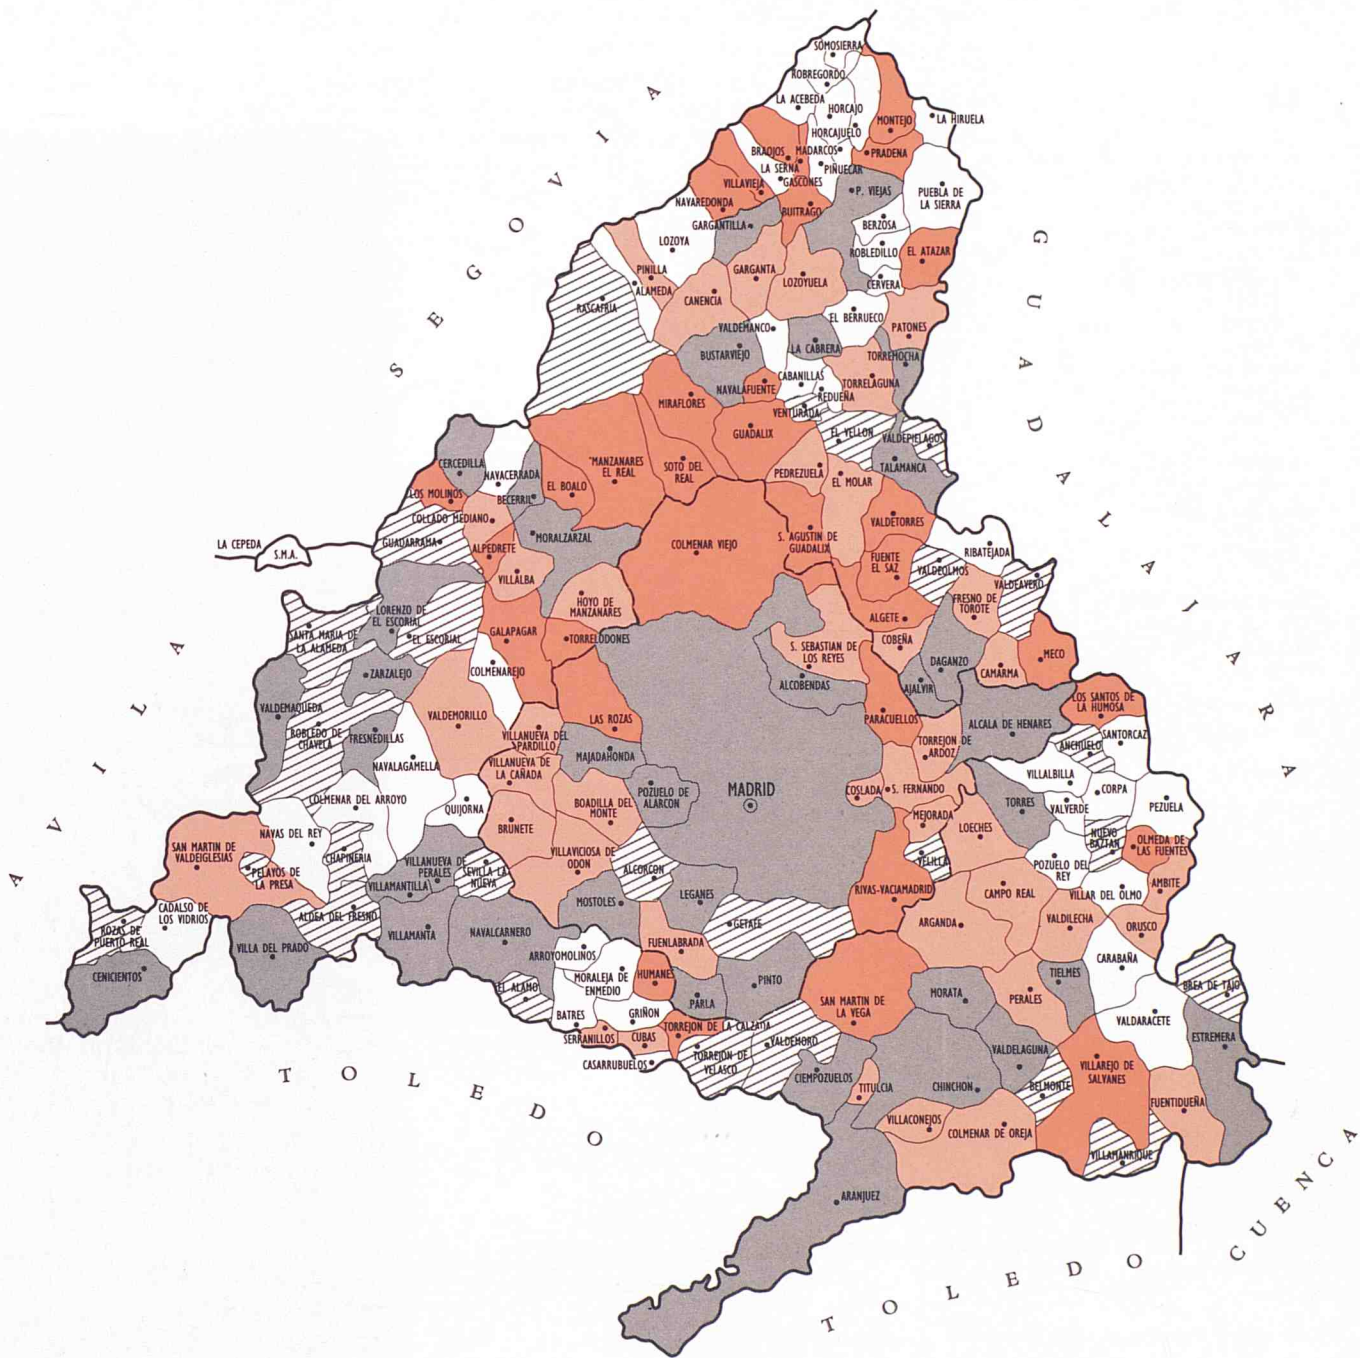 SOMOSIERRA
ROBREGORDO
LA ACEBEDA
HORCAJO
MONTEJO
LA HIRUELA
HORCAJUELO
BRAOJOS
MADARCOS
PRADENA
LA SERNA
PIÑUECAR
GASCONES
VILLAVIEJA
P. VIEJAS
PUEBLA DE
LA SIERRA
NAVAREDONDA
BUITRAGO
GARGANTILLA
BERZOSA
LOZOYA
ROBLEDILLO
EL ATAZAR
PINILLA
GARGANTA
LOZOYUELA
CERVERA
ALAMEDA
CANENCIA
RASCAFRIA
EL BERRUECO
VALDEMANCO
PATONES
BUSTARVIEJO
LA CABRERA
TORREMOCHA
CABANILLAS
TORRELAGUNA
NAVALAFUENTE
REDUEÑA
MIRAFLORES
VENTURADA
GUADALIX
EL VELLON
VALDEPIELAGOS
CERCEDILLA
NAVACERRADA
"MANZANARES
EL REAL
SOTO DEL
REAL
PEDREZUELA
EL MOLAR
TALAMANCA
LOS MOLINOS
BECERRIL
EL BOALO
COLLADO MEDIANO
VALDETORRES
GUADARRAMA
MORALZARZAL
COLMENAR VIEJO
S. AGUSTIN DE
GUADALIX
LA CEPEDA
S.M.A.
ALPEDRETE
RIBATEJADA
VILLALBA
FUENTE
EL SAZ
VALDEOLMOS
VALDEAVERO
HOYO DE
MANZANARES
FRESNO DE
TOROTE
S. LORENZO DE
EL ESCORIAL
ALGETE
SANTA MARIA DE
LA ALAMEDA
EL ESCORIAL
GALAPAGAR
TORRELODONES
S. SEBASTIAN DE
LOS REYES
COBEÑA
DAGANZO
CAMARMA
MECO
ZARZALEJO
COLMENAREJO
ALCOBENDAS
AJALVIR
LOS SANTOS DE
LA HUMOSA
VALDEMAQUEDA
VALDEMORILLO
LAS ROZAS
PARACUELLOS
ALCALA DE HENARES
ROBLEDO DE
CHAVELA
FRESNEDILLAS
VILLANUEVA DEL
PARDILLO
TORREJON DE
ARDOZ
ANCHUELO
SANTORCAZ
MAJADAHONDA
NAVALAGAMELLA
VILLANUEVA DE
LA CAÑADA
VILLALBILLA
MADRID
POZUELO DE
ALARCON
COSLADA
S. FERNANDO
CORPA
COLMENAR DEL ARROYO
QUIJORNA
BOADILLA DEL
MONTE
TORRES
VALVERDE
PEZUELA
MEJORADA
BRUNETE
LOECHES
NAVAS DEL REY
NUEVO
BAZTAN
OLMEDA DE
LAS FUENTES
SAN MARTIN DE
VALDEIGLESIAS
CHAPINERIA
VILLANUEVA DE
PERALES
VILLAVICIOSA DE
ODON
VELILLA
POZUELO DEL
REY
PELAYOS DE
LA PRESA
SEVILLA LA
NUEVA
ALCORCON
VILLAMANTILLA
RIVAS-VACIAMADRID
CAMPO REAL
AMBITE
VILLAR DEL OLMO
LEGANES
MOSTOLES
CADALSO DE
LOS VIDRIOS
ALDEA DEL FRESNO
GETAFE
ARGANDA
VALDILECHA
ORUSCO
ROZAS DE
PUERTO REAL
VILLAMANTA
NAVALCARNERO
VILLA DEL PRADO
FUENLABRADA
ARROYOMOLINOS
CARABAÑA
CENICIENTOS
HUMANES
TIELMES
MORALEJA DE
ENMEDIO
PINTO
EL ALAMO
MORATA
PERALES
BREA DE TAJO
PARLA
SAN MARTIN DE
LA VEGA
BATRES
GRIÑON
VALDARACETE
SERRANILLOS
CUBAS
TORREJON DE LA CALZADA
VALDEMORO
ESTREMERA
VALDELAGUNA
TORREJON DE
VELASCO
CASARRUBUELOS
VILLAREJO DE
SALVANES
CIEMPOZUELOS
TITULCIA
CHINCHON
BELMONTE
FUENTIDUEÑA
VILLACONEJOS
COLMENAR DE OREJA
VILLAMANRIQUE
ARANJUEZ
SEGOVIA
GUADALAJARA
AVILA
TOLEDO
TOLEDO
CUENCA